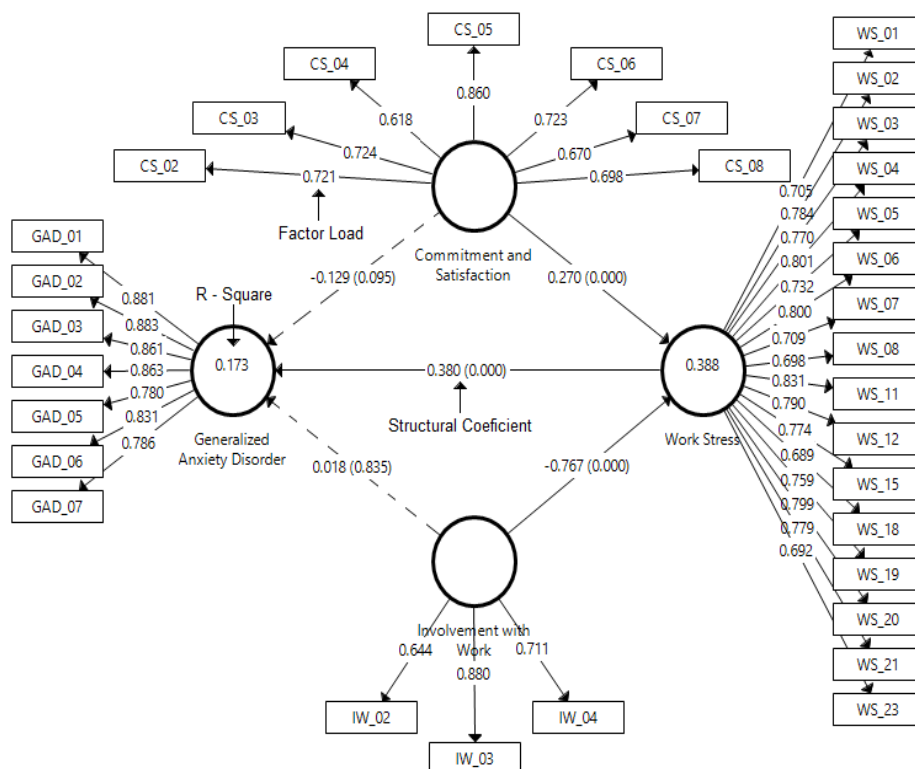 CS_05
WS_01
CS_04
CS_06
WS_02
0.860
CS_03
0.618
0.723
CS_07
WS_03
0.724
0.670
CS_02
0.721
0.698
CS_08
WS_04
0.705
0.784
0.770
0.801
0.732
0.800
0.709
0.698
0.831
0.790
0.774
0.689
0.759
0.799
0.779
0.692
WS_05
WS_06
WS_07
WS_08
WS_11
WS_12
WS_15
WS_18
WS_19
WS_20
WS_21
WS_23
Factor Load
Commitment and
Satisfaction
GAD_01
GAD_02
GAD_03
GAD_04
GAD_05
GAD_06
GAD_07
0.881
0.883
0.861
0.863
0.780
0.831
0.786
R - Square
-0.129 (0.095)
0.270 (0.000)
0.173
0.380 (0.000)
0.388
Structural Coeficient
Generalized
Anxiety Disorder
Work Stress
0.018 (0.835)
-0.767 (0.000)
Involvement with
Work
0.644
0.880
0.711
IW_02
IW_03
IW_04